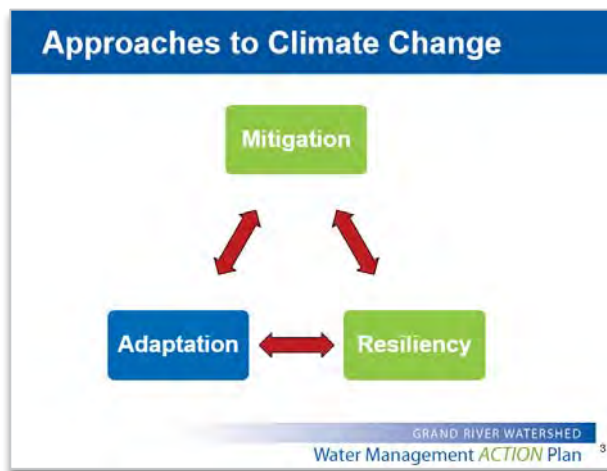 Approaches to Climate Change
Mitigation
Adaptation
Resiliency
GRAND RIVER WATERSHED
Water Management ACTION Plan
3